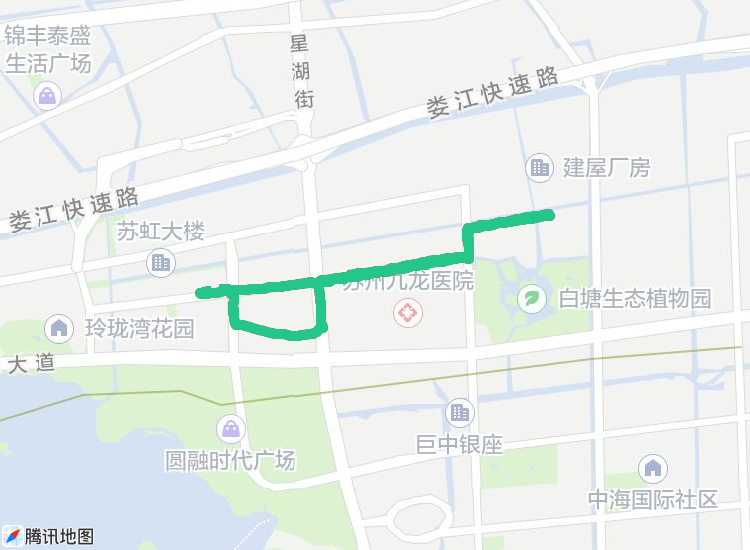 锦丰泰盛
生活广场
星湖街
娄江快速路
建屋厂房
娄江快速路
苏虹大楼
苏州九龙医院
白塘生态植物园
玲珑湾花园
大道
巨中银座
圆融时代广场
中海国际社区
腾讯地图